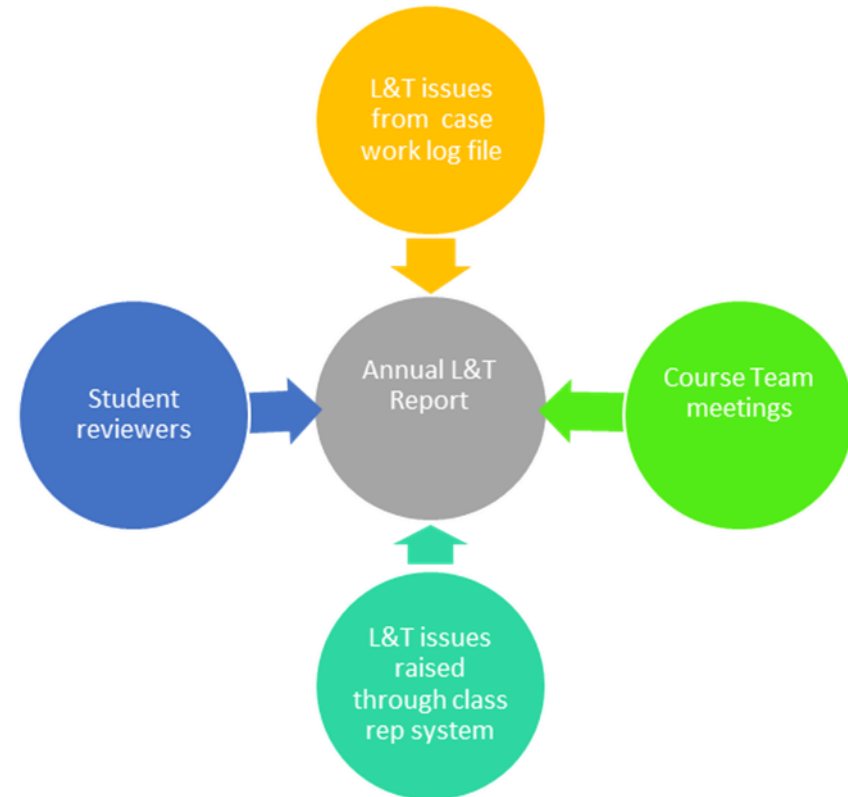 L&T issues
from case
work log file
Student
reviewers
Annual L&T
Report
Course Team
meetings
L&T issues
raised
through class
rep system